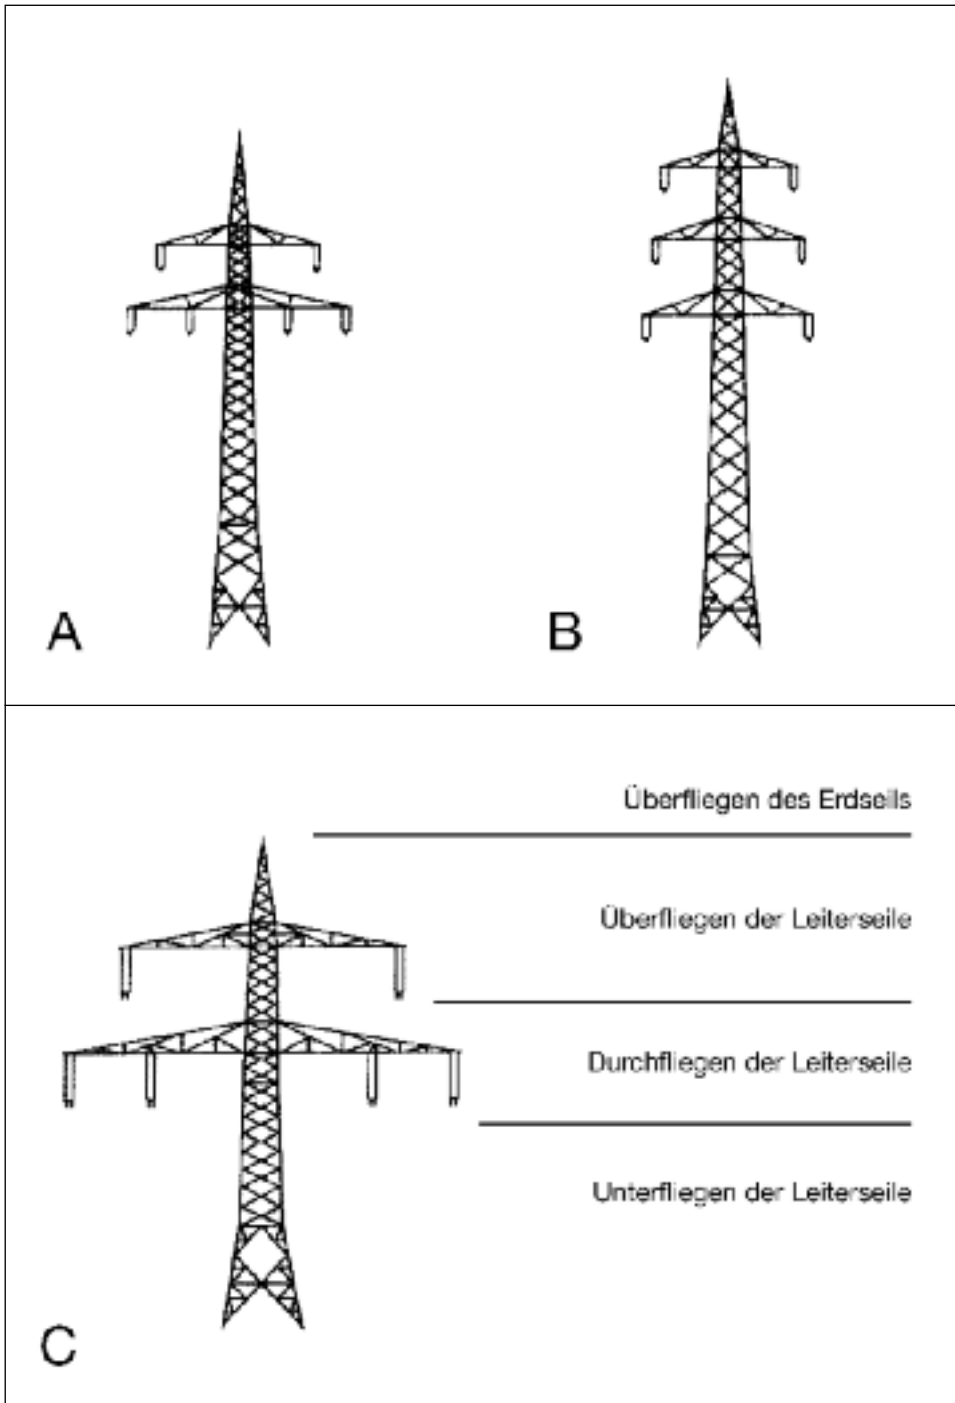 A
B
Überfliegen des Erdseils
Überfliegen der Leiterseile
Durchfliegen der Leiterseile
Unterfliegen der Leiterseile
C